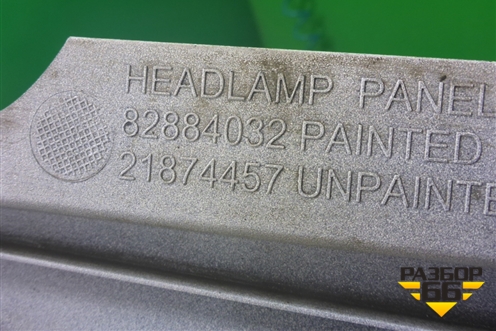 HEADLAMP PANEL
82884032 PAINTED
21874457 UNPAINTE
РАЗБОР
66